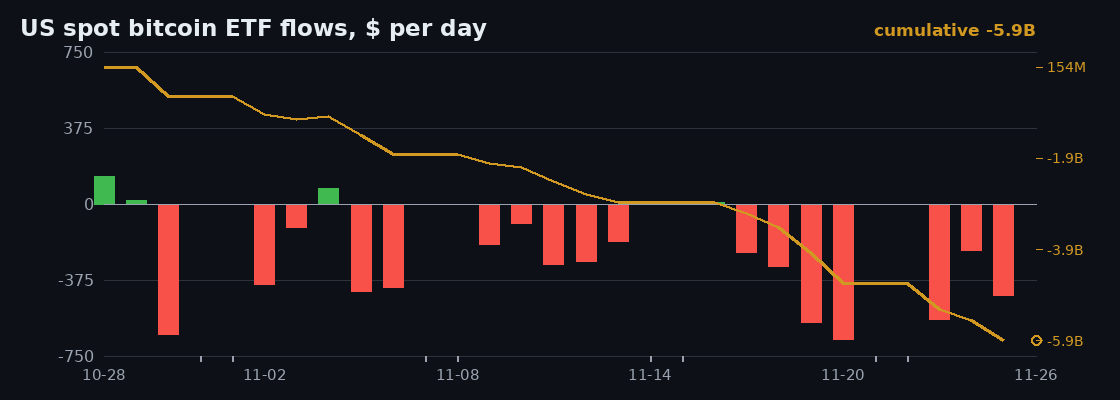 US spot bitcoin ETF flows, $ per day
cumulative -5.9B
750
375
0
-375
-750
154M
-1.9B
-3.9B
-5.9B
10-28
11-02
11-08
11-14
11-20
11-26